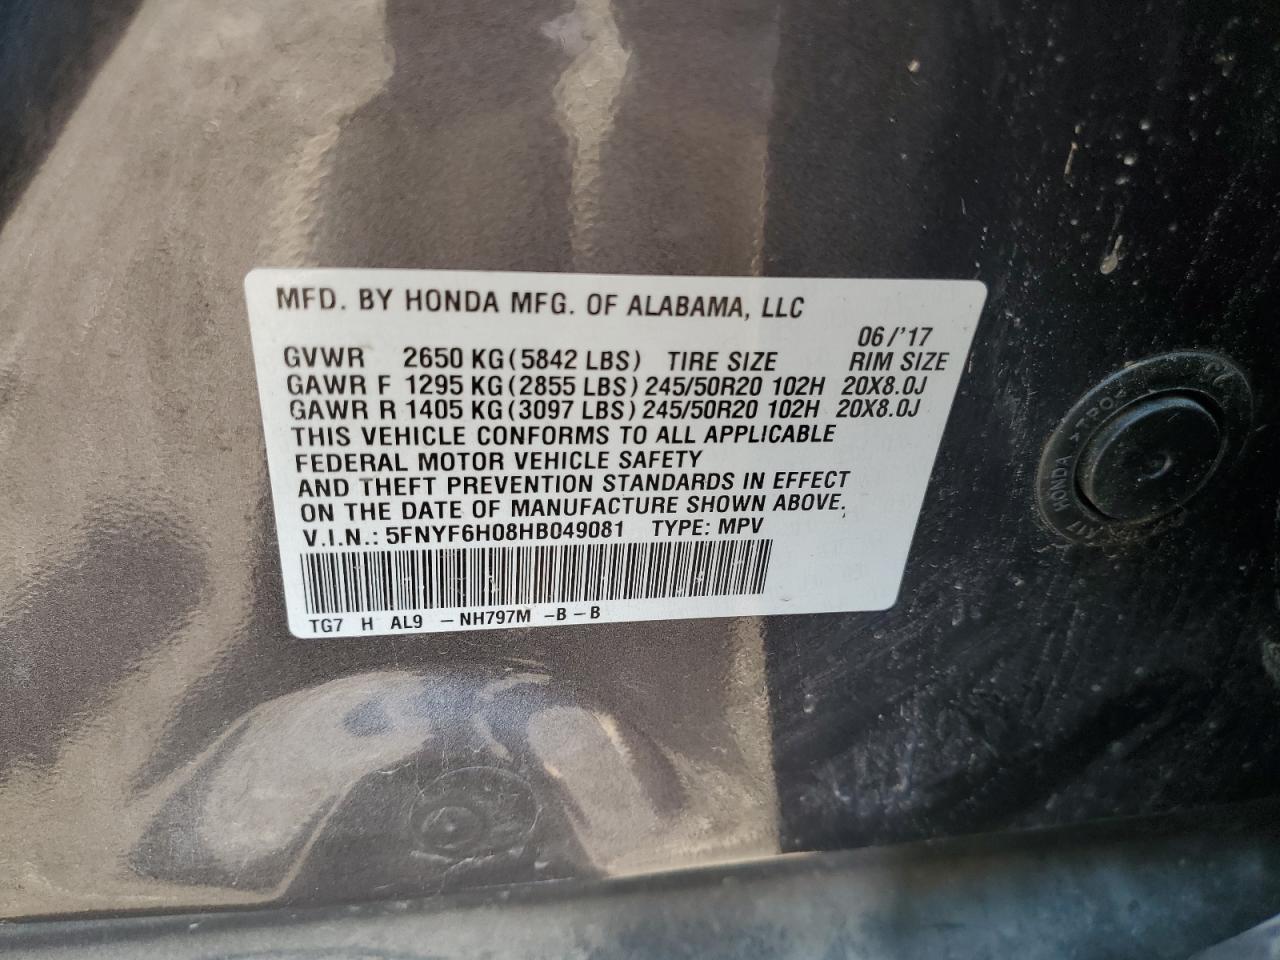 MFD. BY HONDA MFG. OF ALABAMA, LLC
06/'17
GVWR 2650 KG(5842 LBS) TIRE SIZE RIM SIZE
GAWR F 1295 KG(2855 LBS) 245/50R20 102H 20X8.0J
GAWR R 1405 KG(3097 LBS) 245/50R20 102H 20X8.0J
THIS VEHICLE CONFORMS TO ALL APPLICABLE
FEDERAL MOTOR VEHICLE SAFETY
AND THEFT PREVENTION STANDARDS IN EFFECT
ON THE DATE OF MANUFACTURE SHOWN ABOVE.
V.I.N.: 5FNYF6H08HB049081 TYPE: MPV
TG7 H AL9 -NH797M -B-B
HONDA >TPO<